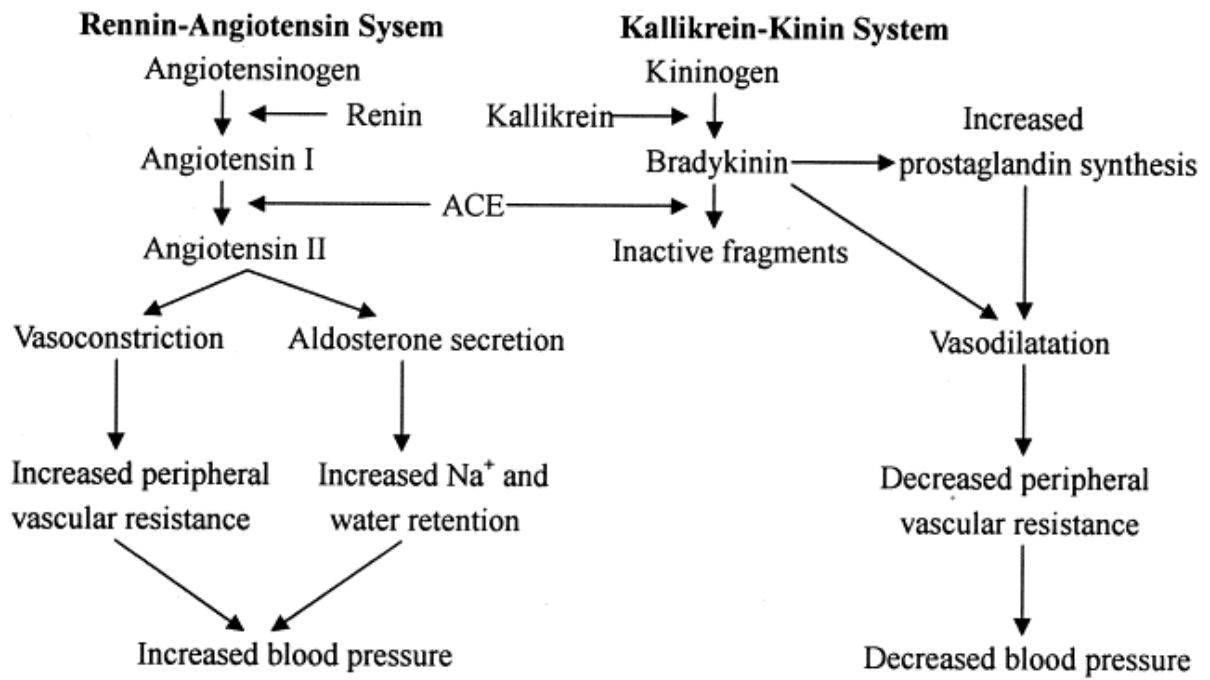 Rennin-Angiotensin Sysem
Kallikrein-Kinin System
Angiotensinogen
Kininogen
Renin
Kallikrein
Increased
prostaglandin synthesis
Angiotensin I
Bradykinin
ACE
Angiotensin II
Inactive fragments
Vasoconstriction
Aldosterone secretion
Vasodilatation
Increased peripheral
vascular resistance
Increased Na⁺ and
water retention
Decreased peripheral
vascular resistance
Increased blood pressure
Decreased blood pressure